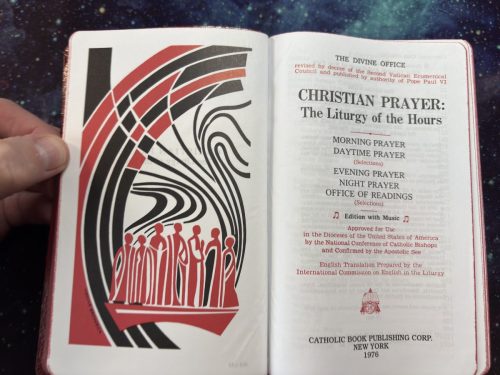 THE DIVINE OFFICE
revised by decree of the Second Vatican Ecumenical
Council and published by authority of Pope Paul VI
CHRISTIAN PRAYER:
The Liturgy of the Hours
MORNING PRAYER
DAYTIME PRAYER
(Selections)
EVENING PRAYER
NIGHT PRAYER
OFFICE OF READINGS
(Selections)
♫ Edition with Music ♫
Approved for Use
in the Dioceses of the United States of America
by the National Conference of Catholic Bishops
and Confirmed by the Apostolic See
English Translation Prepared by the
International Commission on English in the Liturgy
CATHOLIC BOOK PUBLISHING CORP.
NEW YORK
1976